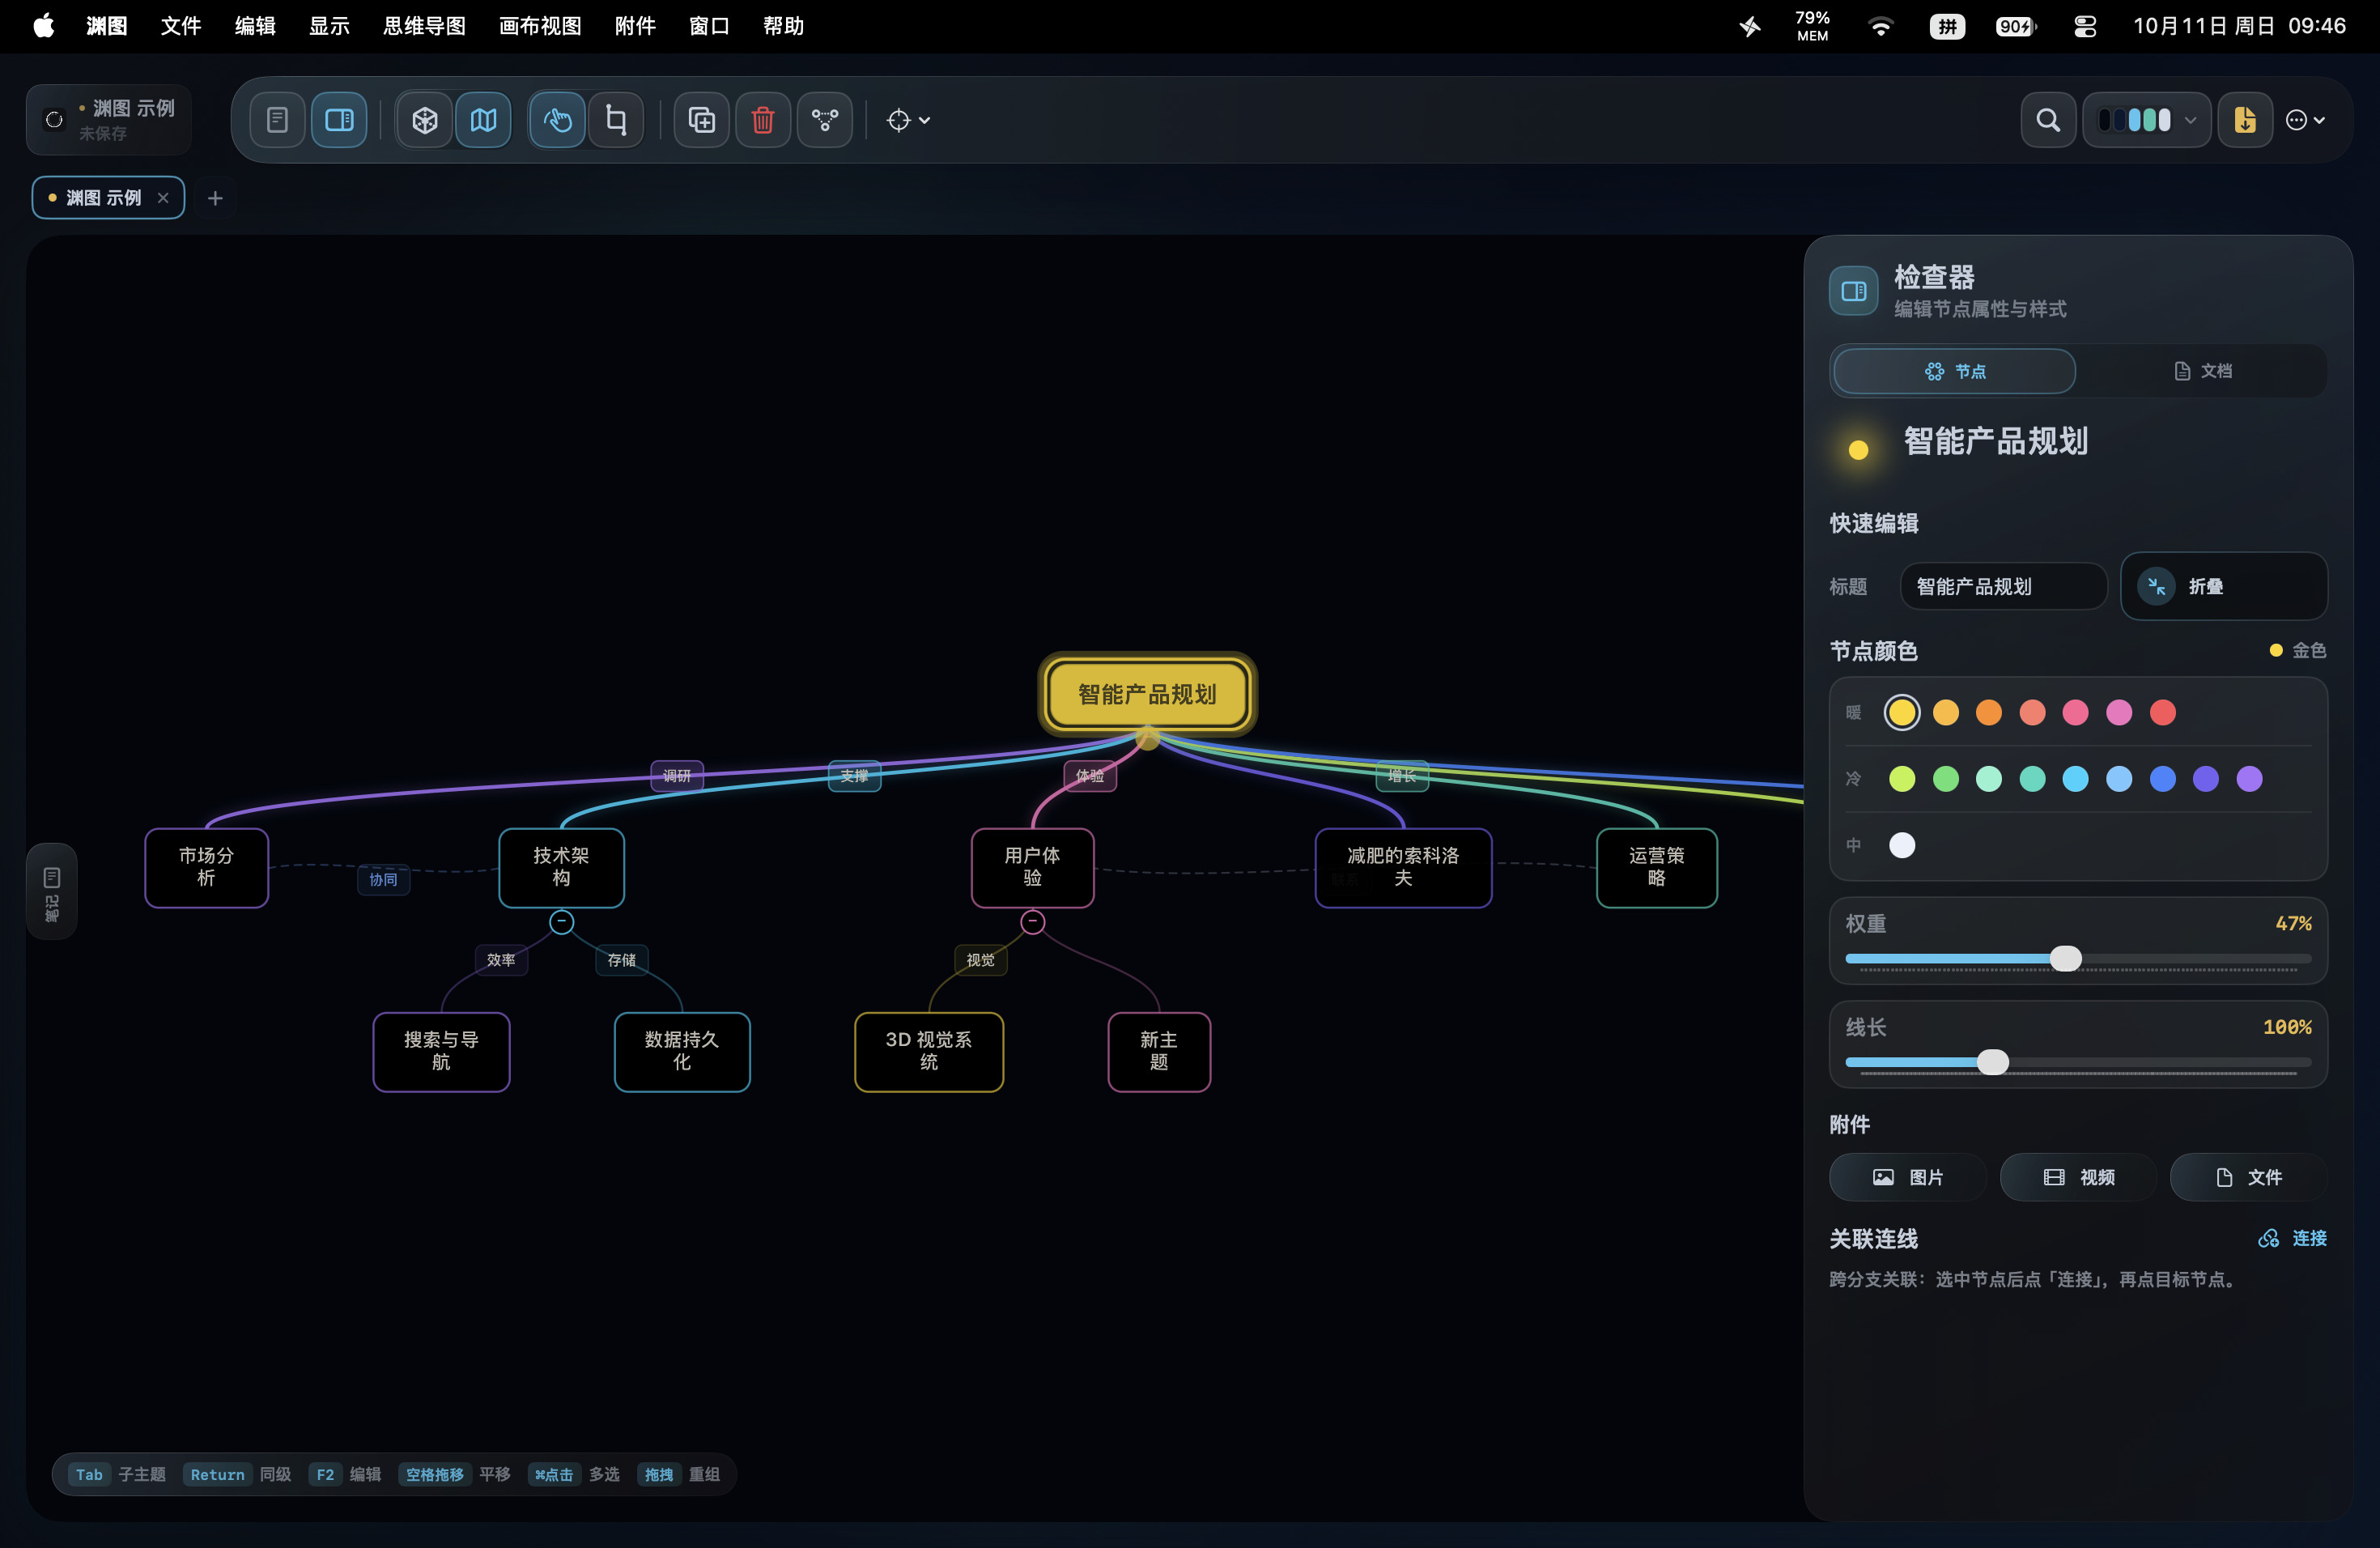 渊图 文件 编辑 显示 思维导图 画布视图 附件 窗口 帮助 79% MEM 拼 90 10月11日 周日 09:46
渊图 示例
未保存
渊图 示例
检查器
编辑节点属性与样式
节点 文档
智能产品规划
快速编辑
标题 智能产品规划 折叠
节点颜色 金色
暖
冷
中
权重 47%
线长 100%
附件
图片 视频 文件
关联连线 连接
跨分支关联：选中节点后点「连接」，再点目标节点。
智能产品规划
调研 支撑 体验 增长
市场分
析
协同
技术架
构
用户体
验
减肥的索科洛
夫
运营策
略
笔记
效率 存储 视觉
搜索与导
航
数据持久
化
3D 视觉系
统
新主
题
Tab 子主题 Return 同级 F2 编辑 空格拖移 平移 ⌘点击 多选 拖拽 重组